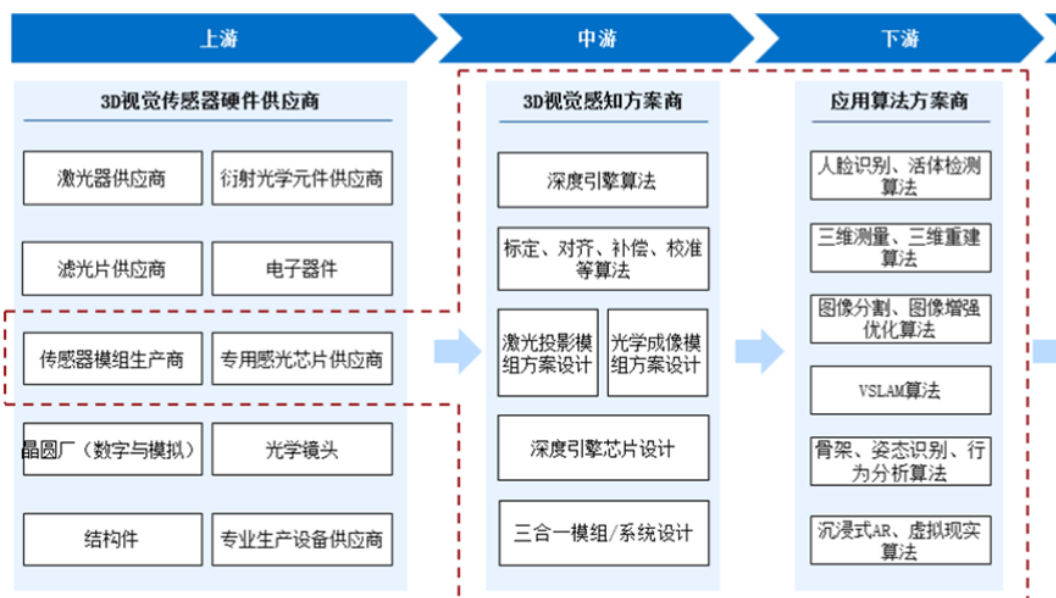 上游
中游
下游
3D视觉传感器硬件供应商
激光器供应商
衍射光学元件供应商
滤光片供应商
电子器件
传感器模组生产商
专用感光芯片供应商
晶圆厂（数字与模拟）
光学镜头
结构件
专业生产设备供应商
3D视觉感知方案商
深度引擎算法
标定、对齐、补偿、校准
等算法
激光投影模
组方案设计
光学成像模
组方案设计
深度引擎芯片设计
三合一模组/系统设计
应用算法方案商
人脸识别、活体检测
算法
三维测量、三维重建
算法
图像分割、图像增强
优化算法
VSLAM算法
骨架、姿态识别、行
为分析算法
沉浸式AR、虚拟现实
算法